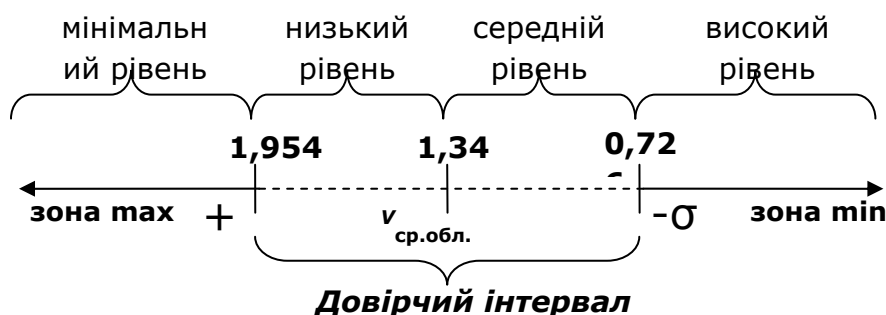 мінімальн низький середній високий
ий рівень рівень рівень рівень
1,954 1,34 0,72
зона max + v ср.обл. -σ зона min
Довірчий інтервал